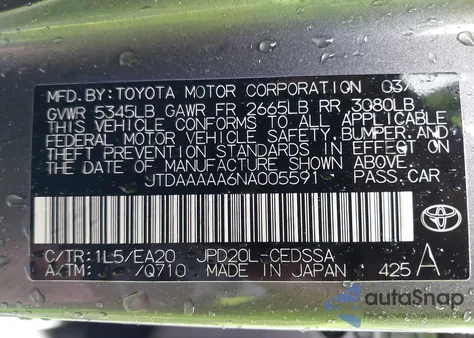 MFD. BY: TOYOTA MOTOR CORPORATION 03/
GVWR 5345LB GAWR FR 2665LB RR 3080LB
THIS VEHICLE CONFORMS TO ALL APPLICABLE
FEDERAL MOTOR VEHICLE SAFETY, BUMPER, AND
THEFT PREVENTION STANDARDS IN EFFECT ON
THE DATE OF MANUFACTURE SHOWN ABOVE.
JTDAAAAA6NA005591 PASS. CAR
TOYOTA
C/TR: 1L5/EA20 JPD20L-CEDSSA
A/TM: /Q710 MADE IN JAPAN 425 A
autoSnap